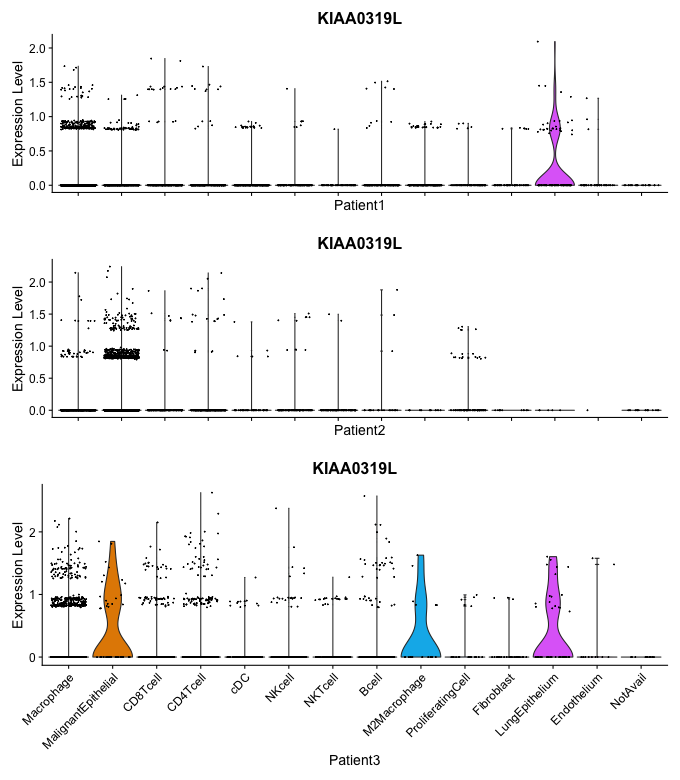 KIAA0319L
Expression Level
2.0
1.5
1.0
0.5
0.0
Patient1
KIAA0319L
Expression Level
2.0
1.5
1.0
0.5
0.0
Patient2
KIAA0319L
Expression Level
2
1
0
Macrophage
MalignantEpithelial
CD8Tcell
CD4Tcell
cDC
NKcell
NKTcell
Bcell
M2Macrophage
ProliferatingCell
Fibroblast
LungEpithelium
Endothelium
NotAvail
Patient3